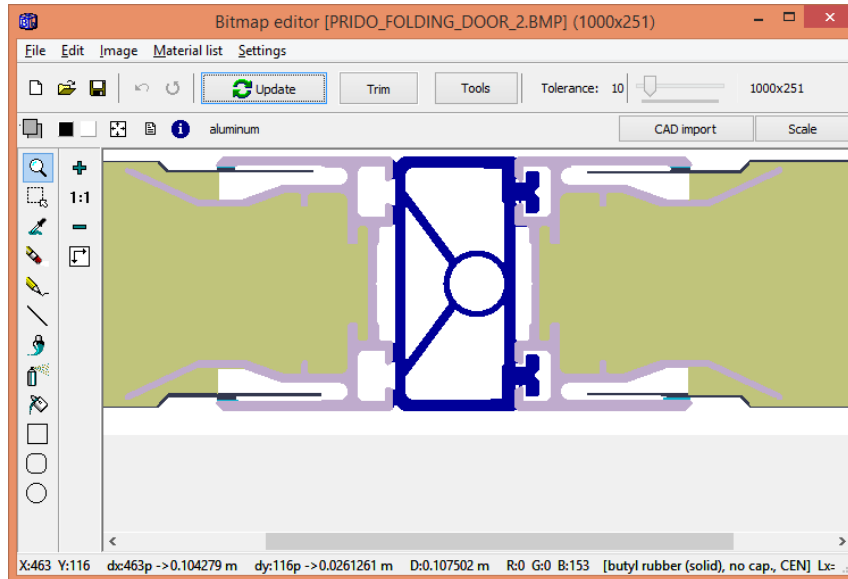 Bitmap editor [PRIDO_FOLDING_DOOR_2.BMP] (1000x251)
File Edit Image Material list Settings
Update Trim Tools Tolerance: 10 1000x251
aluminum CAD import Scale
1:1
X:463 Y:116 dx:463p ->0.104279 m dy:116p ->0.0261261 m D:0.107502 m R:0 G:0 B:153 [butyl rubber (solid), no cap., CEN] Lx=